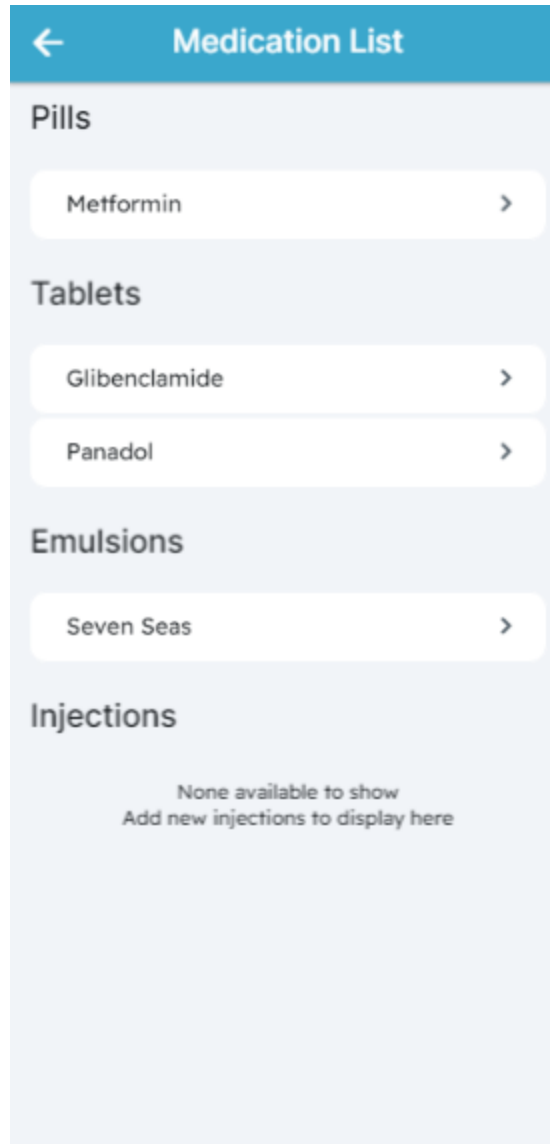 Medication List
Pills
Metformin
Tablets
Glibenclamide
Panadol
Emulsions
Seven Seas
Injections
None available to show
Add new injections to display here